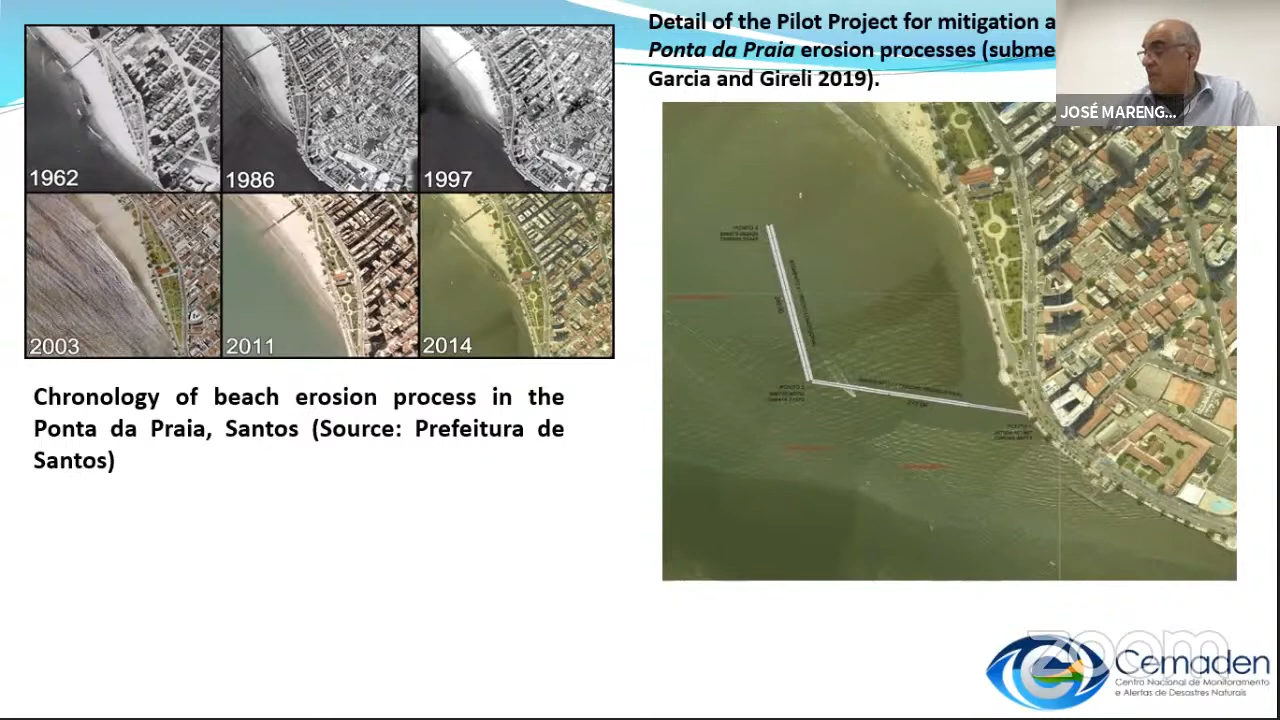 1962
1986
1997
2003
2011
2014
Chronology of beach erosion process in the
Ponta da Praia, Santos (Source: Prefeitura de
Santos)
Detail of the Pilot Project for mitigation a
Ponta da Praia erosion processes (subme
Garcia and Gireli 2019).
JOSÉ MARENG...
zoom
Cemaden
Centro Nacional de Monitoramento
e Alertas de Desastres Naturais